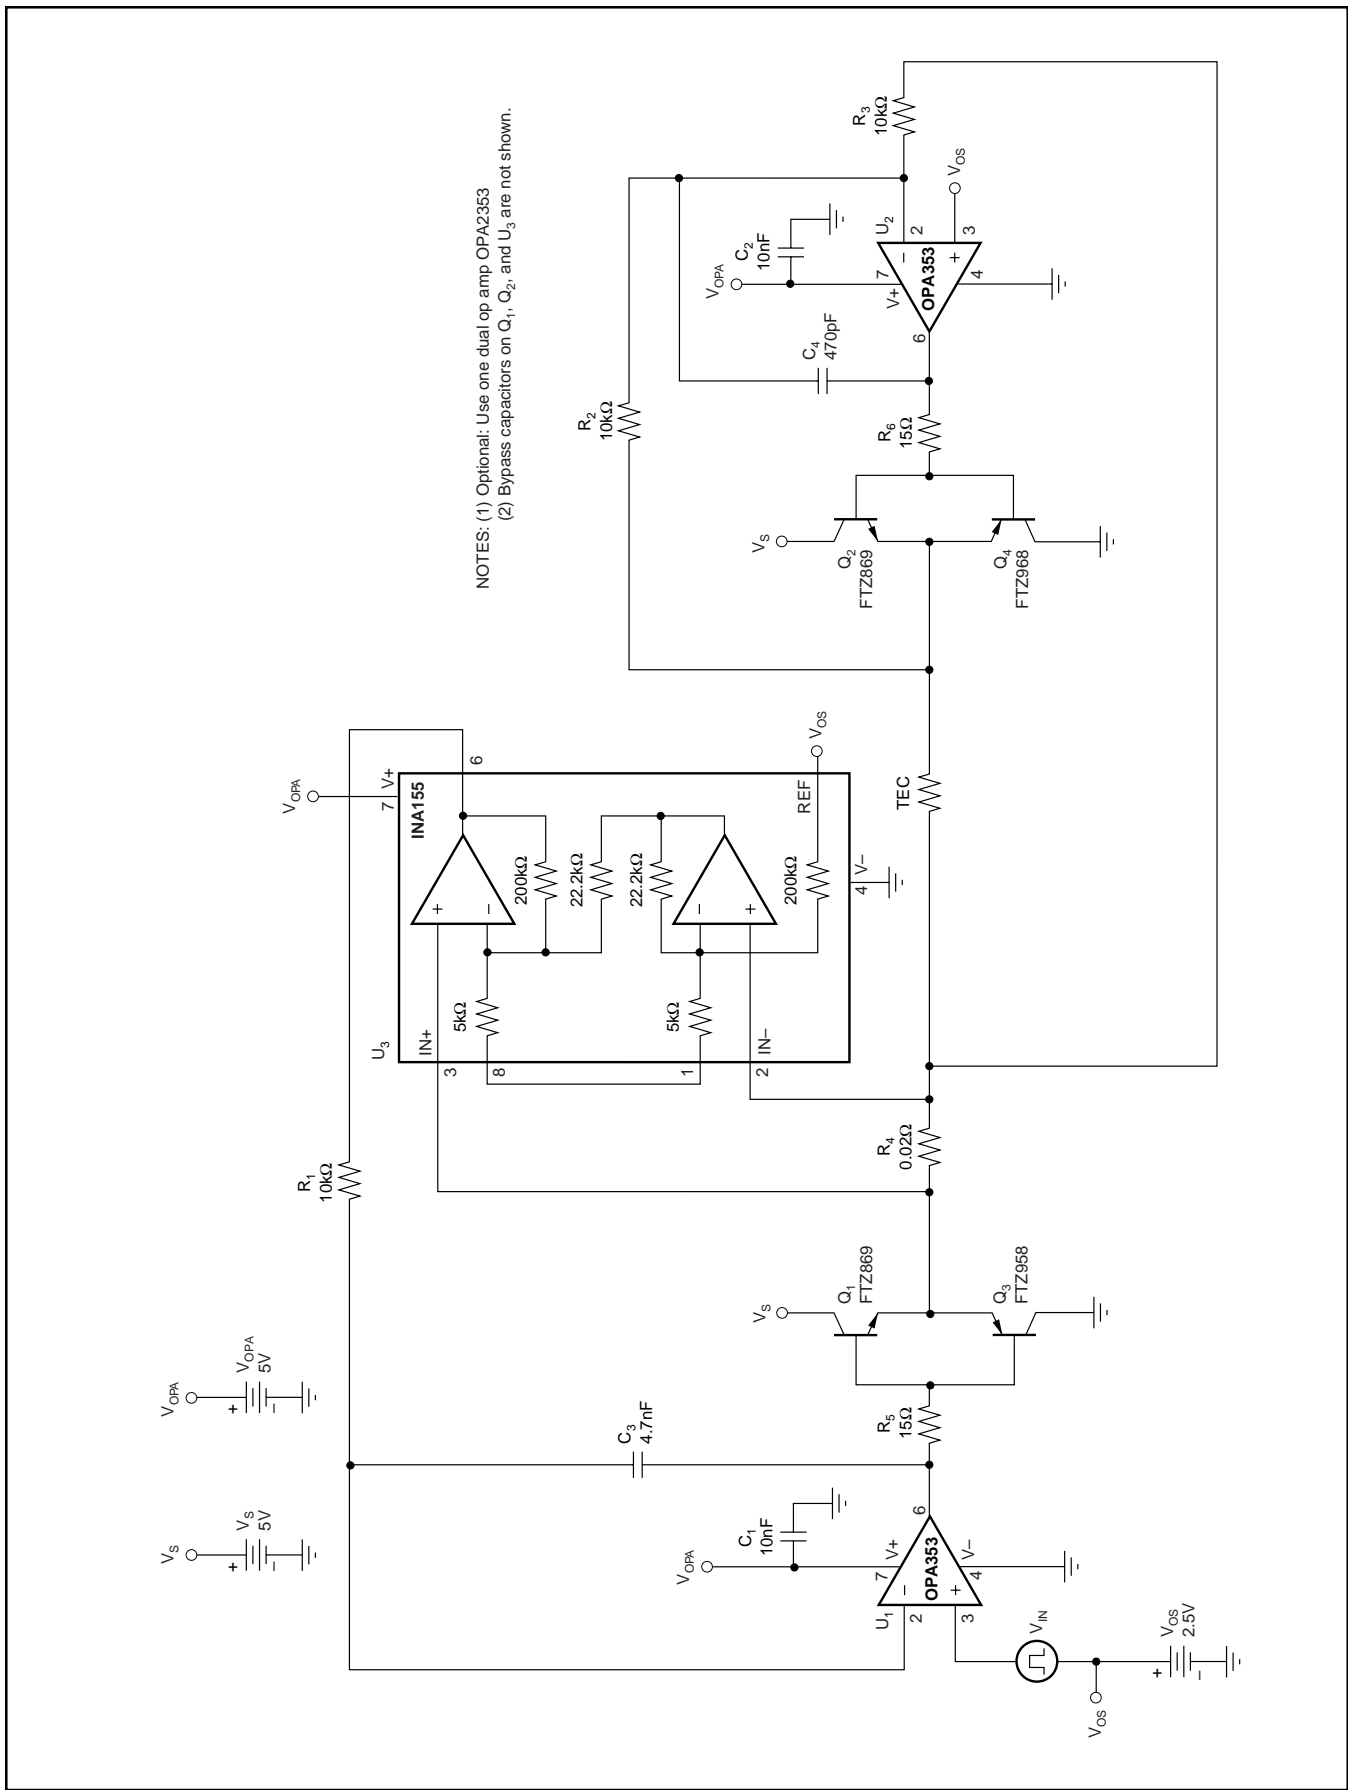 NOTES: (1) Optional: Use one dual op amp OPA2353
(2) Bypass capacitors on Q1, Q2, and U3 are not shown.
VS
VS
5V
VOPA
VOPA
5V
R1
10kΩ
VOPA
7
V+
6
INA155
U3
IN+
3
8
1
2
IN–
5kΩ
5kΩ
+
–
–
+
200kΩ
22.2kΩ
22.2kΩ
200kΩ
REF
VOS
4
V–
R2
10kΩ
C3
4.7nF
VOPA
C1
10nF
U1
2
3
7
V+
–
+
OPA353
V–
4
6
VIN
VOS
VOS
2.5V
+
–
R5
15Ω
VS
Q1
FTZ869
Q3
FTZ958
R4
0.02Ω
TEC
VS
Q2
FTZ869
Q4
FTZ968
R6
15Ω
C4
470pF
VOPA
C2
10nF
7
V+
U2
2
3
–
+
OPA353
4
6
VOS
R3
10kΩ
+
–
+
–